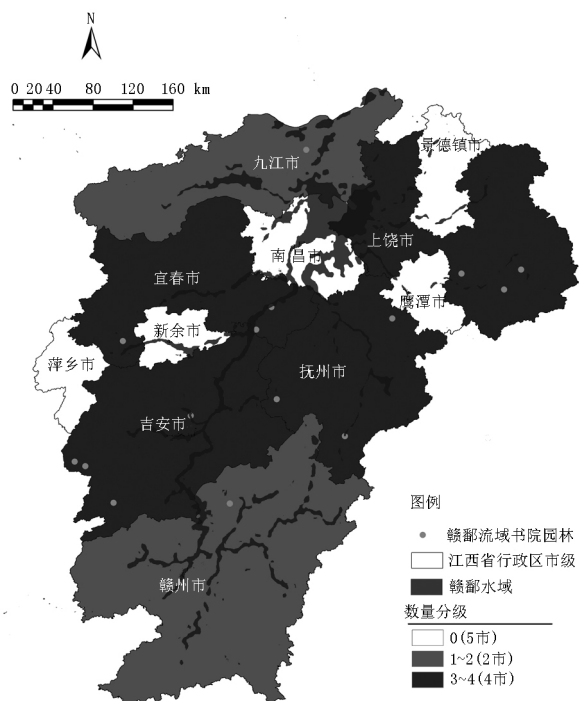 N
0 20 40 80 120 160 km
景德镇市
九江市
上饶市
南昌市
宜春市
鹰潭市
新余市
萍乡市
抚州市
吉安市
赣州市
图例
赣鄱流域书院园林
江西省行政区市级
赣鄱水域
数量分级
0(5市)
1~2(2市)
3~4(4市)